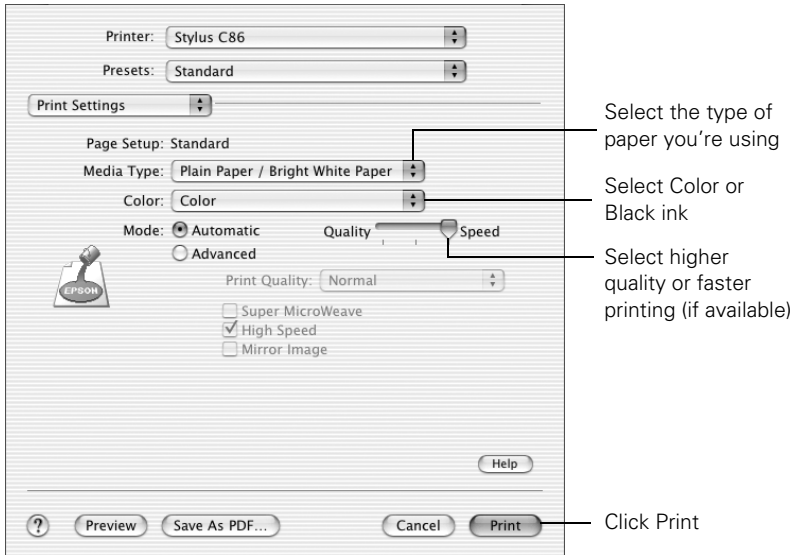 Printer: Stylus C86
Presets: Standard
Print Settings
Page Setup: Standard
Media Type: Plain Paper / Bright White Paper
Color: Color
Mode: Automatic Quality Speed
Advanced
Print Quality: Normal
Super MicroWeave
High Speed
Mirror Image
EPSON
Help
? Preview Save As PDF... Cancel Print
Select the type of
paper you're using
Select Color or
Black ink
Select higher
quality or faster
printing (if available)
Click Print